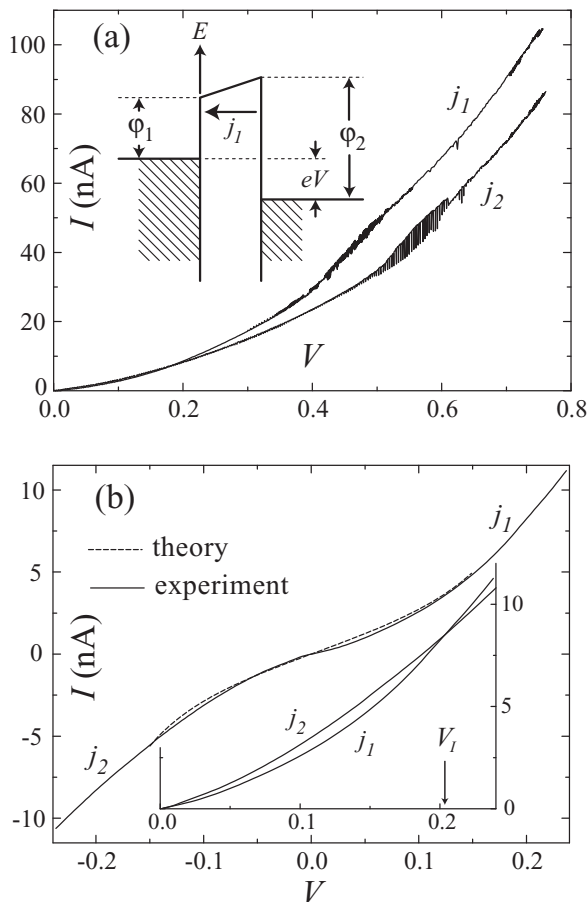 (a)
I (nA)
100
80
60
40
20
0
0.0 0.2 0.4 0.6 0.8
V
E
φ1
j1
φ2
eV
j1
j2
(b)
I (nA)
10
5
0
-5
-10
-0.2 -0.1 0.0 0.1 0.2
V
theory
experiment
j1
j2
j2
j1
VI
10
5
0
0.0 0.1 0.2